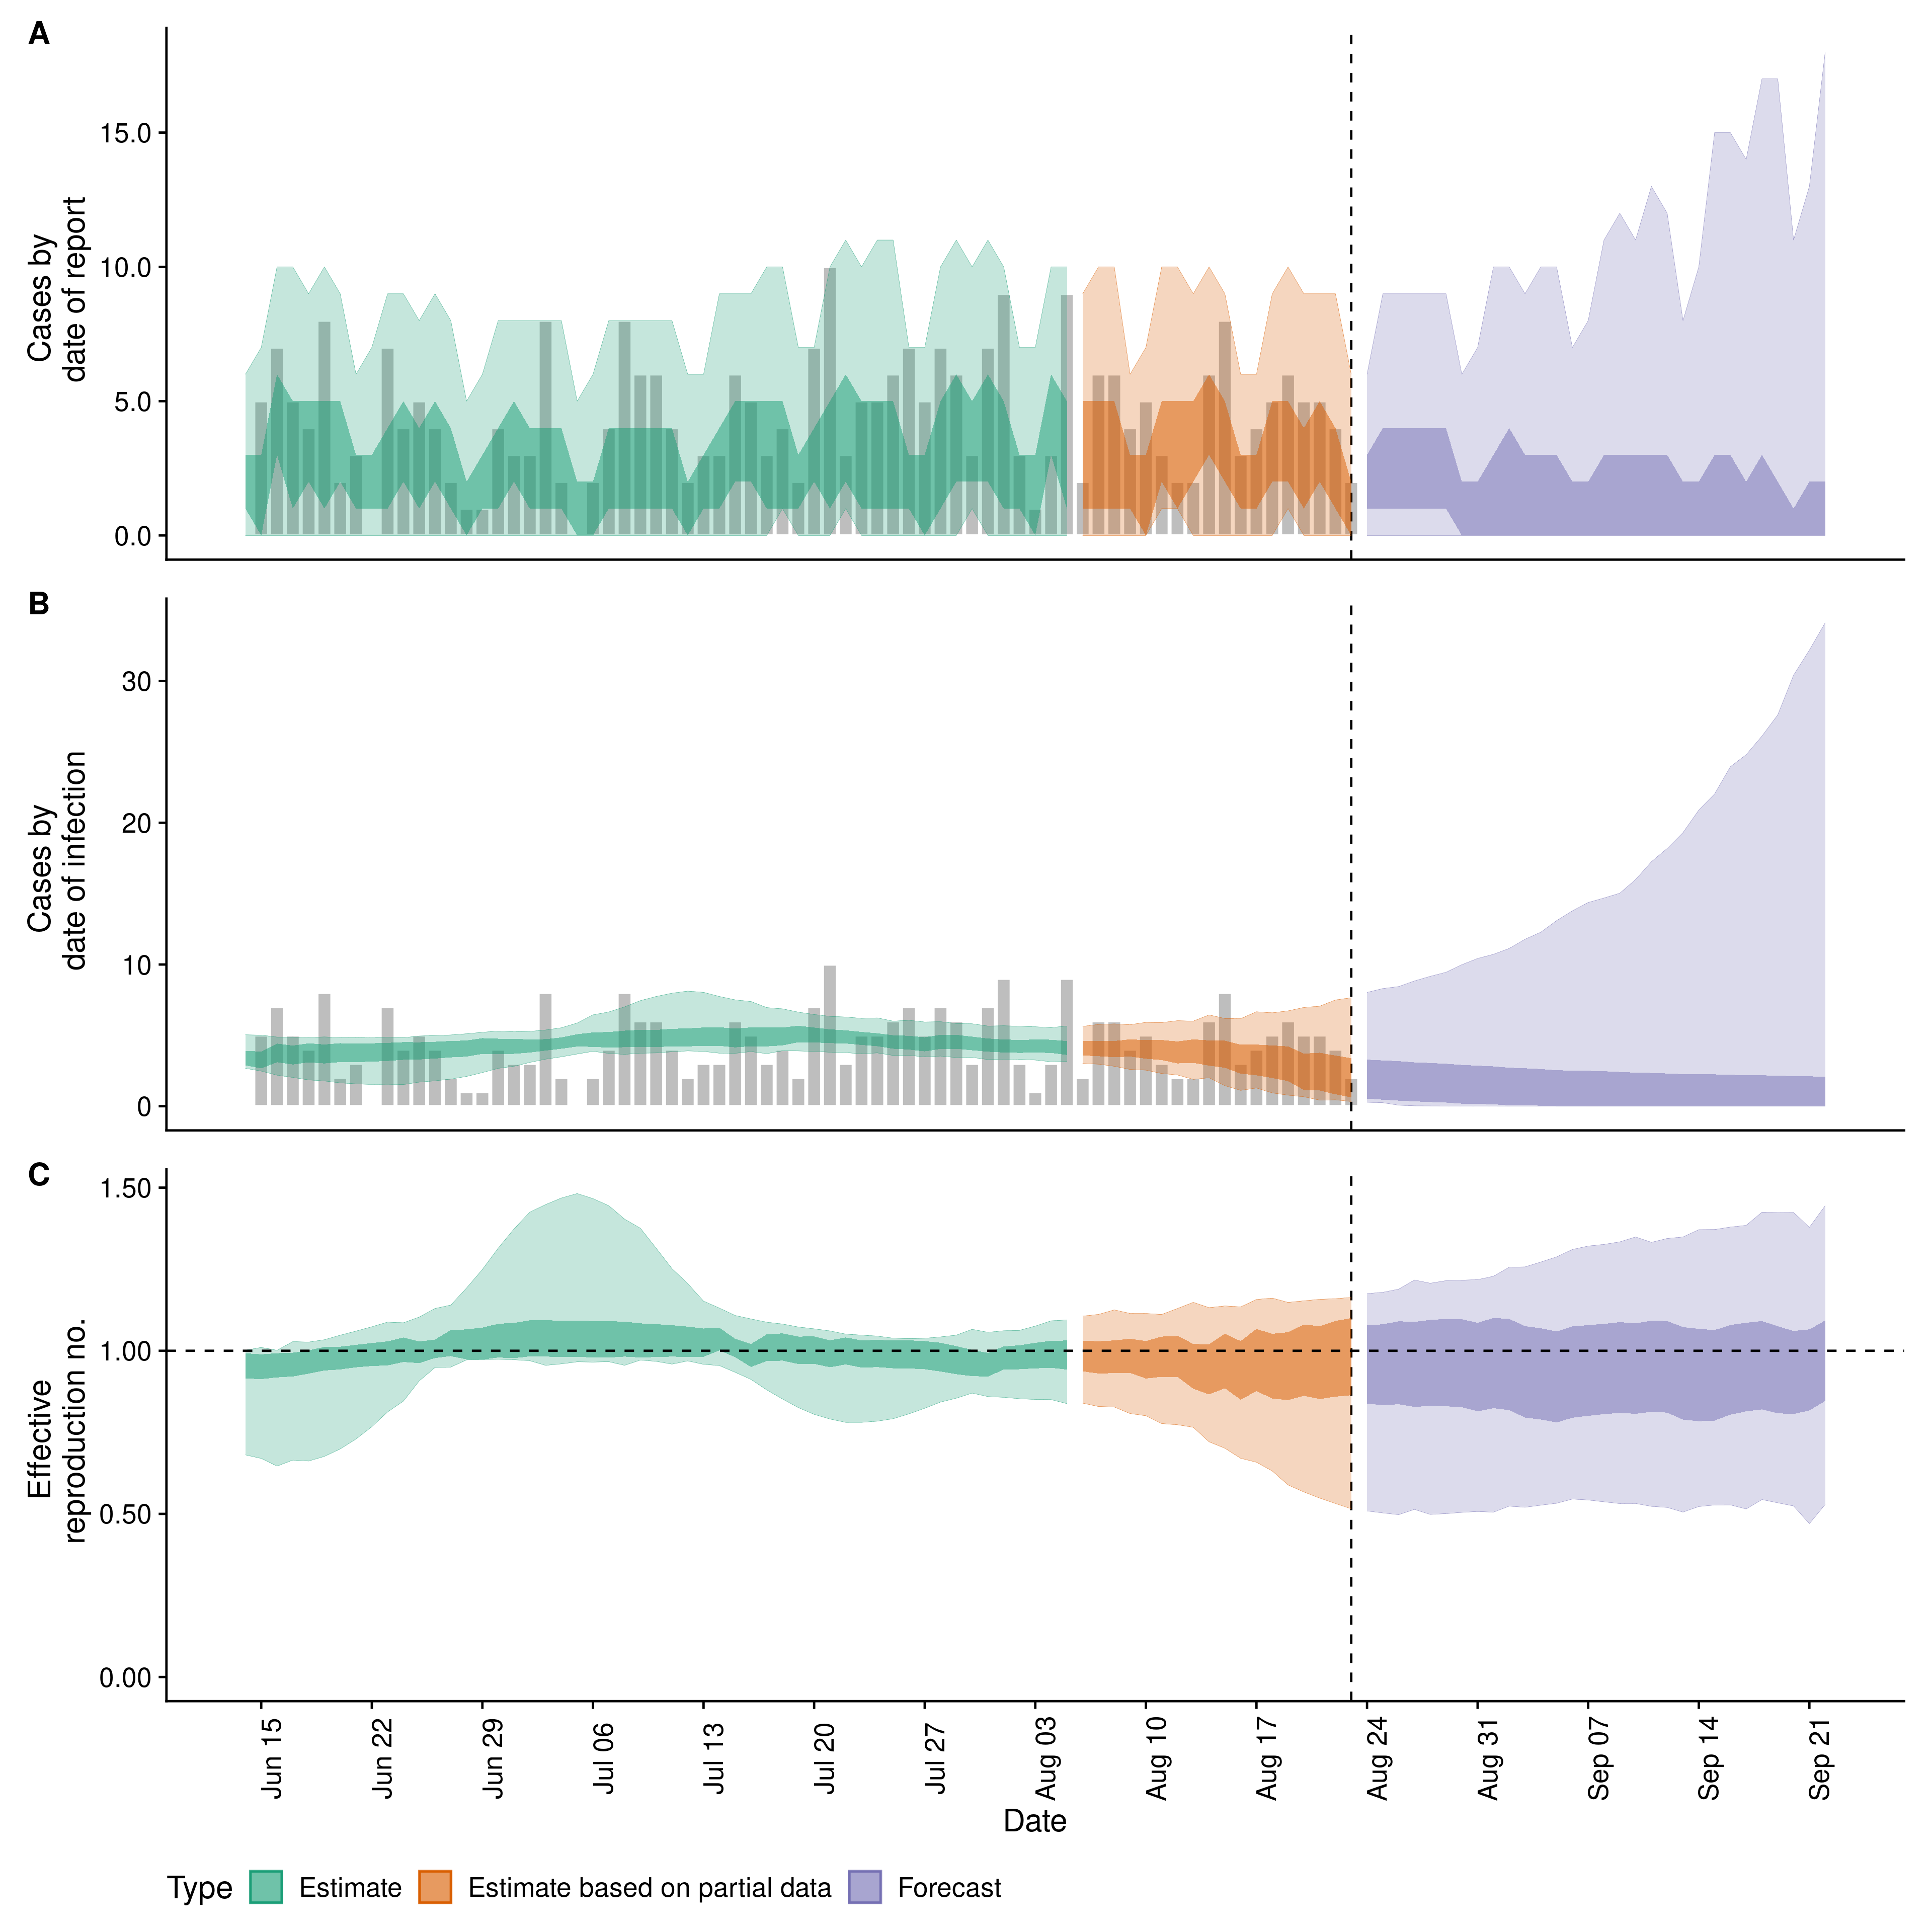 A
Cases by
date of report
15.0
10.0
5.0
0.0
B
Cases by
date of infection
30
20
10
0
C
Effective
reproduction no.
1.50
1.00
0.50
0.00
Jun 15
Jun 22
Jun 29
Jul 06
Jul 13
Jul 20
Jul 27
Aug 03
Aug 10
Aug 17
Aug 24
Aug 31
Sep 07
Sep 14
Sep 21
Date
Type Estimate Estimate based on partial data Forecast